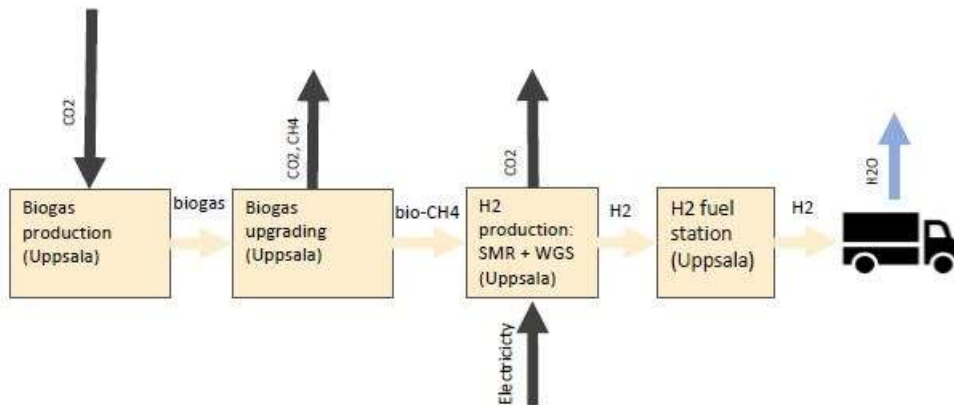 CO2
Biogas
production
(Uppsala)
biogas
CO2, CH4
Biogas
upgrading
(Uppsala)
bio-CH4
CO2
H2
production:
SMR + WGS
(Uppsala)
Electricicty
H2
H2 fuel
station
(Uppsala)
H2
H2O